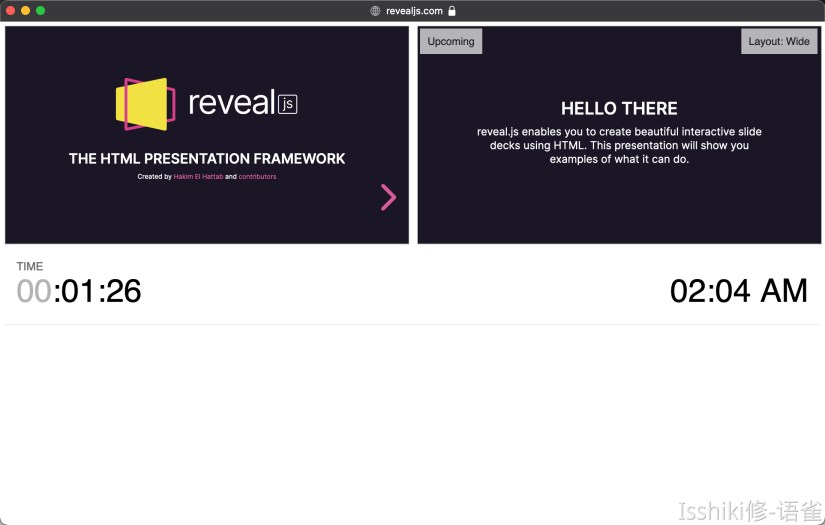 revealjs.com
reveal js
THE HTML PRESENTATION FRAMEWORK
Created by Hakim El Hattab and contributors
Upcoming
Layout: Wide
HELLO THERE
reveal.js enables you to create beautiful interactive slide
decks using HTML. This presentation will show you
examples of what it can do.
TIME
00:01:26
02:04 AM
Isshiki修-语雀